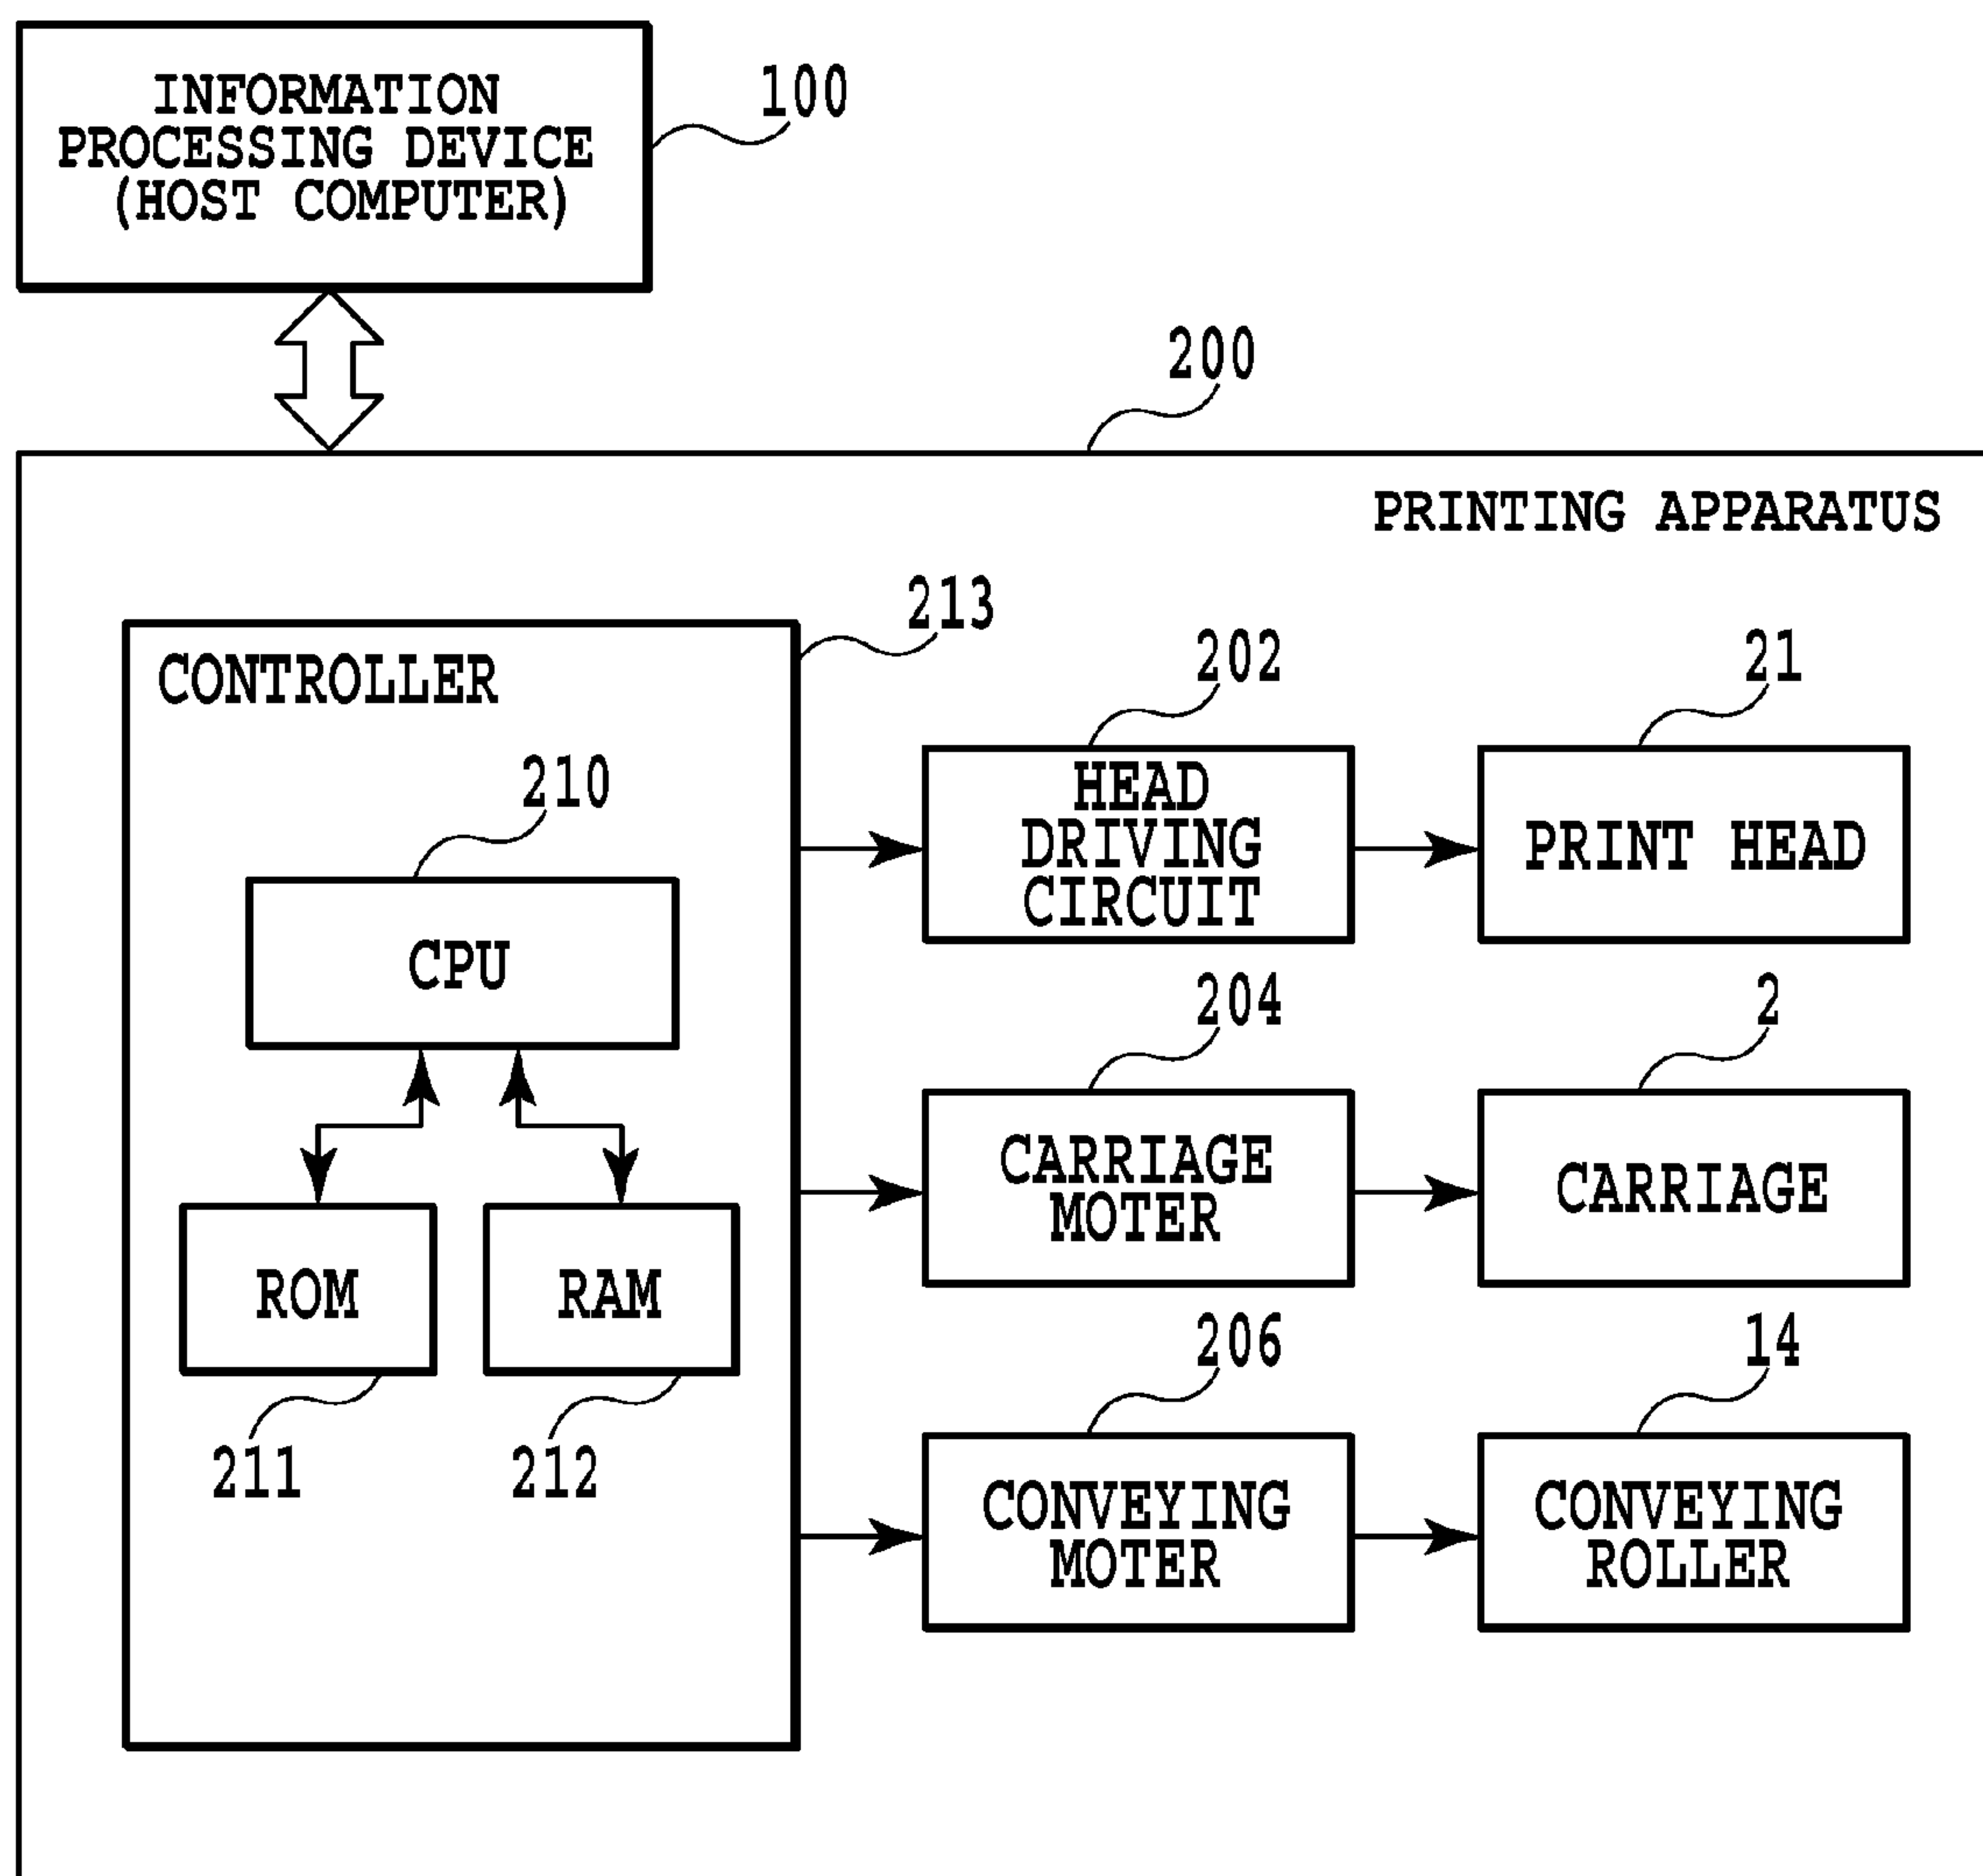 INFORMATION
PROCESSING DEVICE
(HOST COMPUTER)
100
200
PRINTING APPARATUS
213
CONTROLLER
210
CPU
ROM
RAM
211
212
202
HEAD
DRIVING
CIRCUIT
21
PRINT HEAD
204
CARRIAGE
MOTER
2
CARRIAGE
206
CONVEYING
MOTER
14
CONVEYING
ROLLER